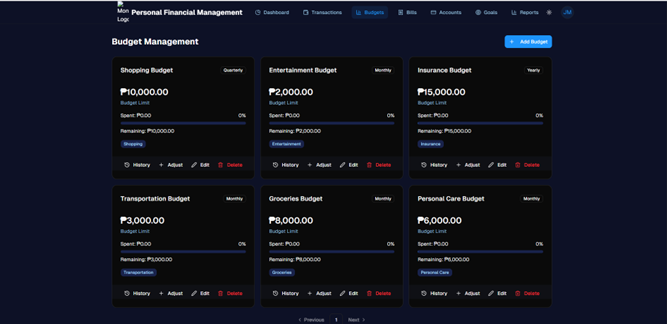 Mo
Logo
Personal Financial Management
Dashboard
Transactions
Budgets
Bills
Accounts
Goals
Reports
JM
Budget Management
+ Add Budget
Shopping Budget
Quarterly
₱10,000.00
Budget Limit
Spent: ₱0.00
0%
Remaining: ₱10,000.00
Shopping
History
Adjust
Edit
Delete
Entertainment Budget
Monthly
₱2,000.00
Budget Limit
Spent: ₱0.00
0%
Remaining: ₱2,000.00
Entertainment
History
Adjust
Edit
Delete
Insurance Budget
Yearly
₱15,000.00
Budget Limit
Spent: ₱0.00
0%
Remaining: ₱15,000.00
Insurance
History
Adjust
Edit
Delete
Transportation Budget
Monthly
₱3,000.00
Budget Limit
Spent: ₱0.00
0%
Remaining: ₱3,000.00
Transportation
History
Adjust
Edit
Delete
Groceries Budget
Monthly
₱8,000.00
Budget Limit
Spent: ₱0.00
0%
Remaining: ₱8,000.00
Groceries
History
Adjust
Edit
Delete
Personal Care Budget
Monthly
₱6,000.00
Budget Limit
Spent: ₱0.00
0%
Remaining: ₱6,000.00
Personal Care
History
Adjust
Edit
Delete
Previous
1
Next